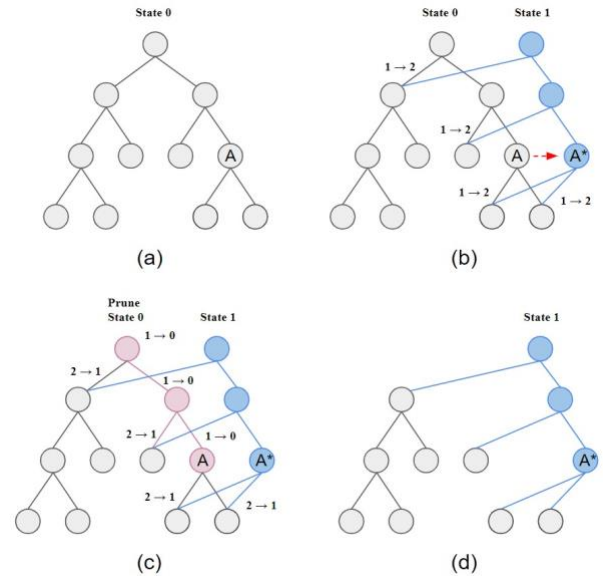 State 0
A
(a)
State 0
State 1
1 → 2
1 → 2
A
A*
1 → 2
1 → 2
(b)
Prune
State 0
State 1
1 → 0
2 → 1
1 → 0
2 → 1
1 → 0
A
A*
2 → 1
2 → 1
(c)
State 1
A*
(d)